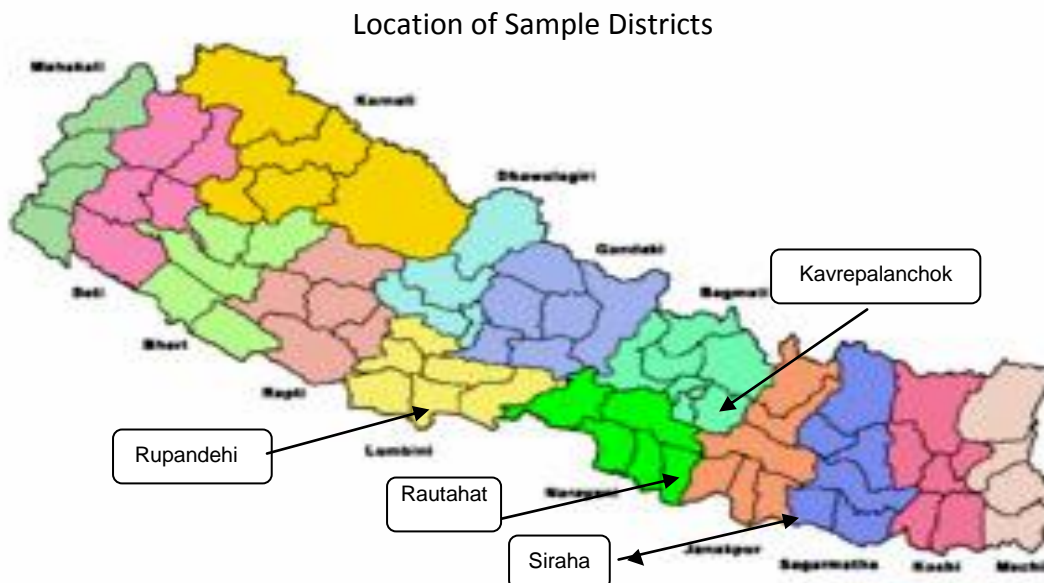 Location of Sample Districts
Mahakali
Karnali
Dhawalagiri
Gandaki
Kavrepalanchok
Bagmati
Seti
Bheri
Rapti
Rupandehi
Lumbini
Rautahat
Narayani
Siraha
Janakpur
Sagarmatha
Koshi
Mechi